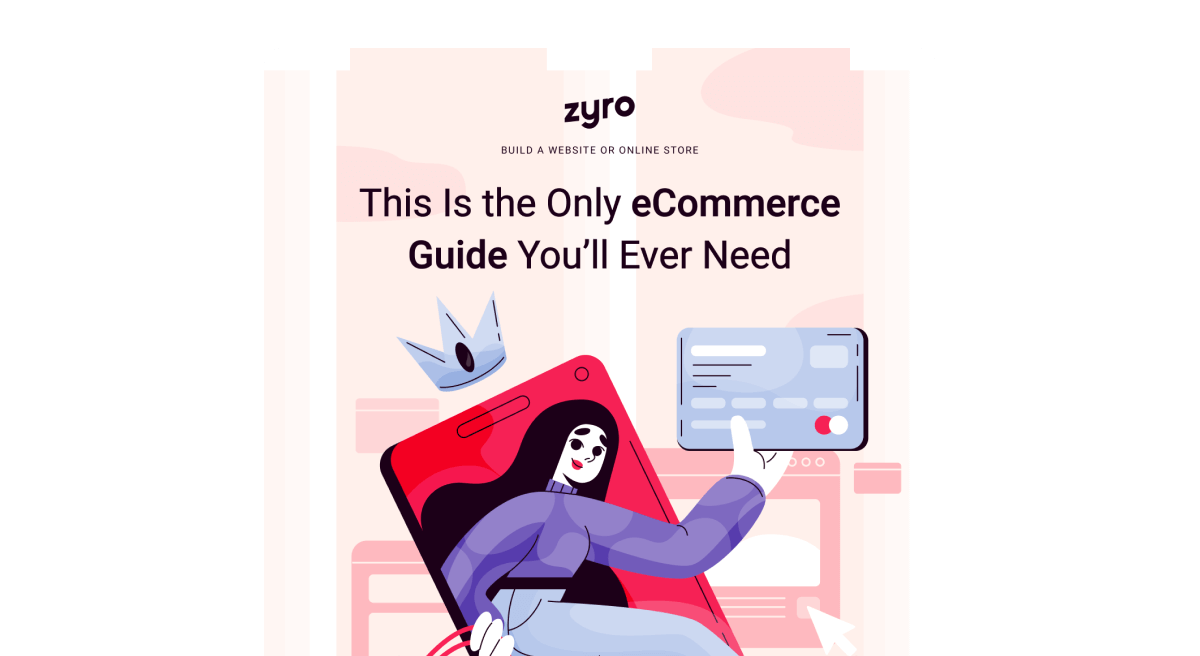 zyro
BUILD A WEBSITE OR ONLINE STORE
This Is the Only eCommerce
Guide You’ll Ever Need